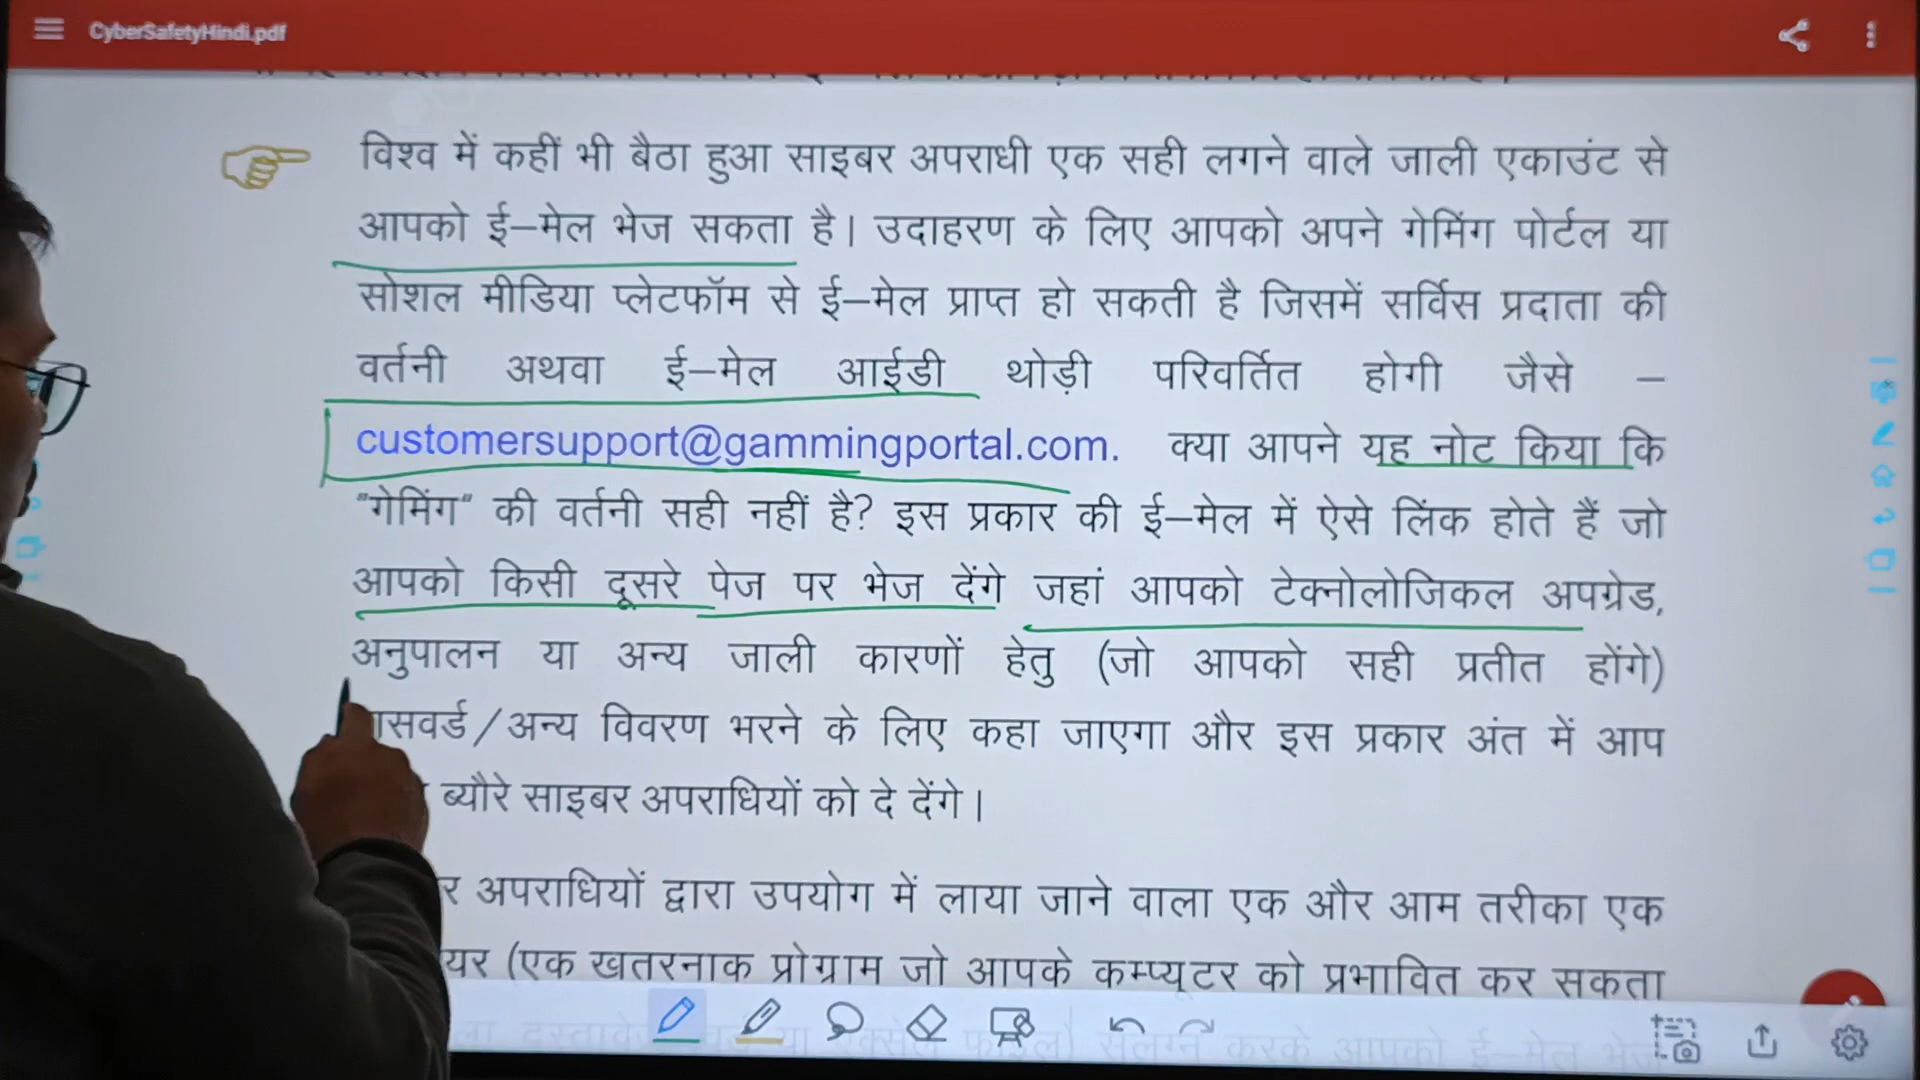 CyberSafetyHindi.pdf
विश्व में कहीं भी बैठा हुआ साइबर अपराधी एक सही लगने वाले जाली एकाउंट से
आपको ई–मेल भेज सकता है। उदाहरण के लिए आपको अपने गेमिंग पोर्टल या
सोशल मीडिया प्लेटफॉम से ई–मेल प्राप्त हो सकती है जिसमें सर्विस प्रदाता की
वर्तनी अथवा ई–मेल आईडी थोड़ी परिवर्तित होगी जैसे –
customersupport@gammingportal.com. क्या आपने यह नोट किया कि
"गेमिंग" की वर्तनी सही नहीं है? इस प्रकार की ई–मेल में ऐसे लिंक होते हैं जो
आपको किसी दूसरे पेज पर भेज देंगे जहां आपको टेक्नोलोजिकल अपग्रेड,
अनुपालन या अन्य जाली कारणों हेतु (जो आपको सही प्रतीत होंगे)
ासवर्ड/अन्य विवरण भरने के लिए कहा जाएगा और इस प्रकार अंत में आप
ब्यौरे साइबर अपराधियों को दे देंगे।
र अपराधियों द्वारा उपयोग में लाया जाने वाला एक और आम तरीका एक
यर (एक खतरनाक प्रोग्राम जो आपके कम्प्यूटर को प्रभावित कर सकता
संलग्न करके आपको ई–मेल भेज